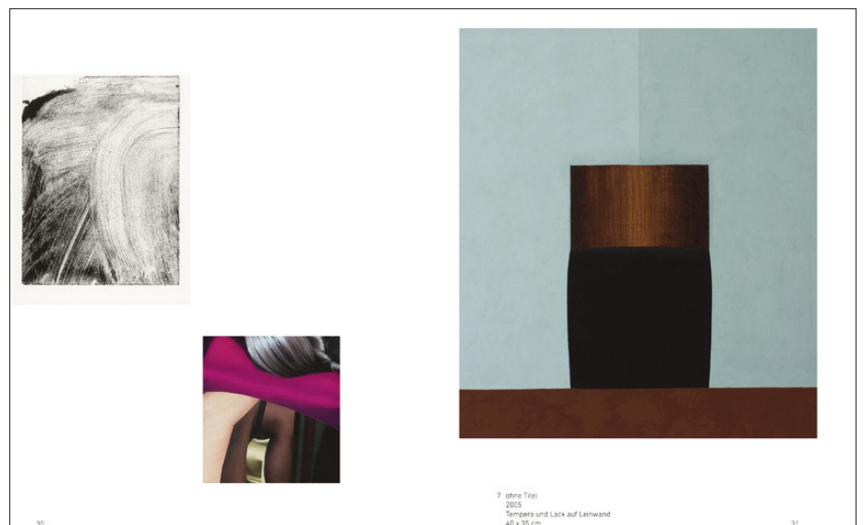 7 ohne Titel
2005
Tempera und Lack auf Leinwand
40 x 35 cm
30
31